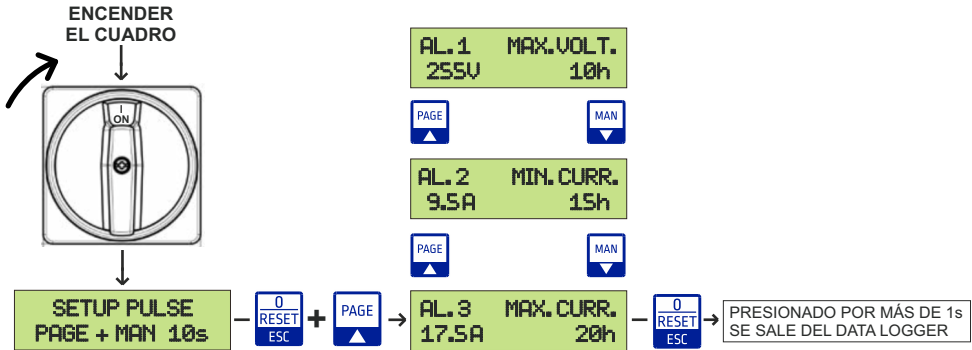 ENCENDER
EL CUADRO
I
ON
AL.1 MAX.VOLT.
255V 10h
PAGE MAN
AL.2 MIN.CURR.
9.5A 15h
PAGE MAN
SETUP PULSE
PAGE + MAN 10s
0
RESET
ESC
+
PAGE
AL.3 MAX.CURR.
17.5A 20h
0
RESET
ESC
PRESIONADO POR MÁS DE 1s
SE SALE DEL DATA LOGGER